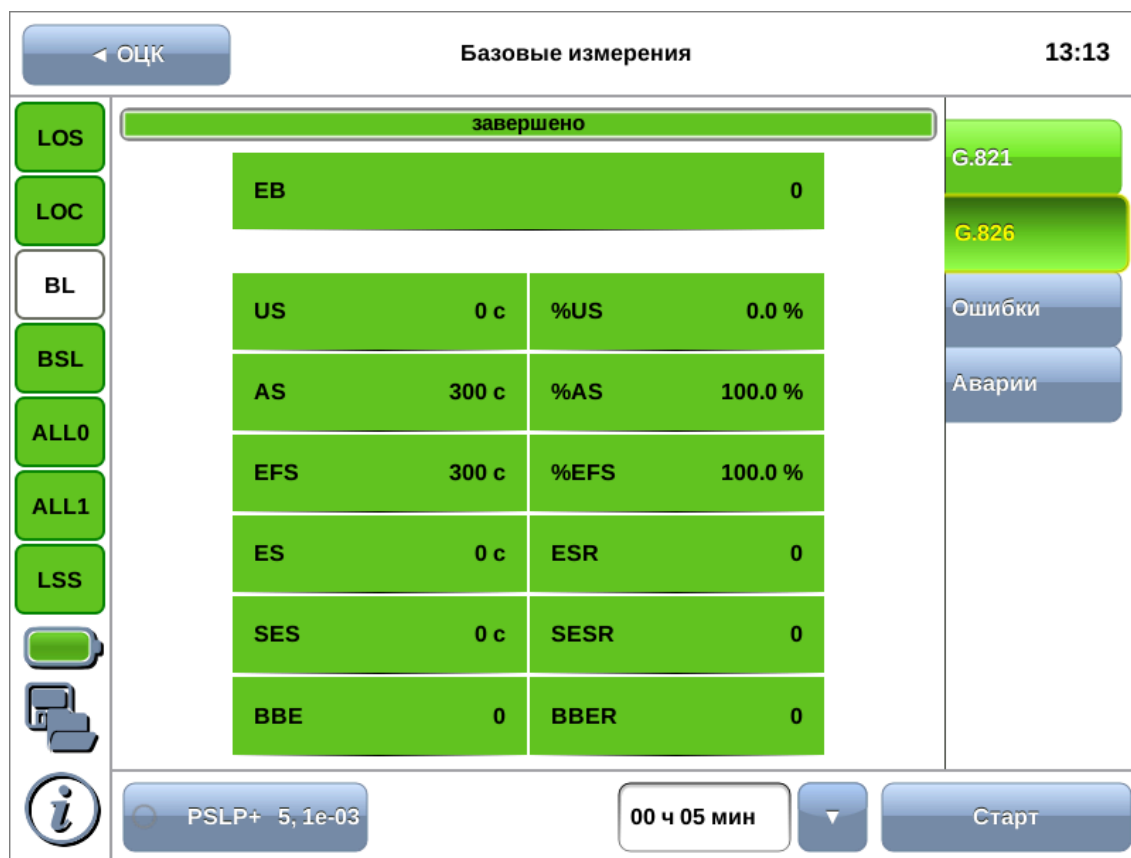 ◄ ОЦК Базовые измерения 13:13
LOS
LOC
BL
BSL
ALL0
ALL1
LSS
завершено
EB 0
US 0 с %US 0.0 %
AS 300 с %AS 100.0 %
EFS 300 с %EFS 100.0 %
ES 0 с ESR 0
SES 0 с SESR 0
BBE 0 BBER 0
G.821
G.826
Ошибки
Аварии
i
PSLP+ 5, 1e-03 00 ч 05 мин ▼ Старт